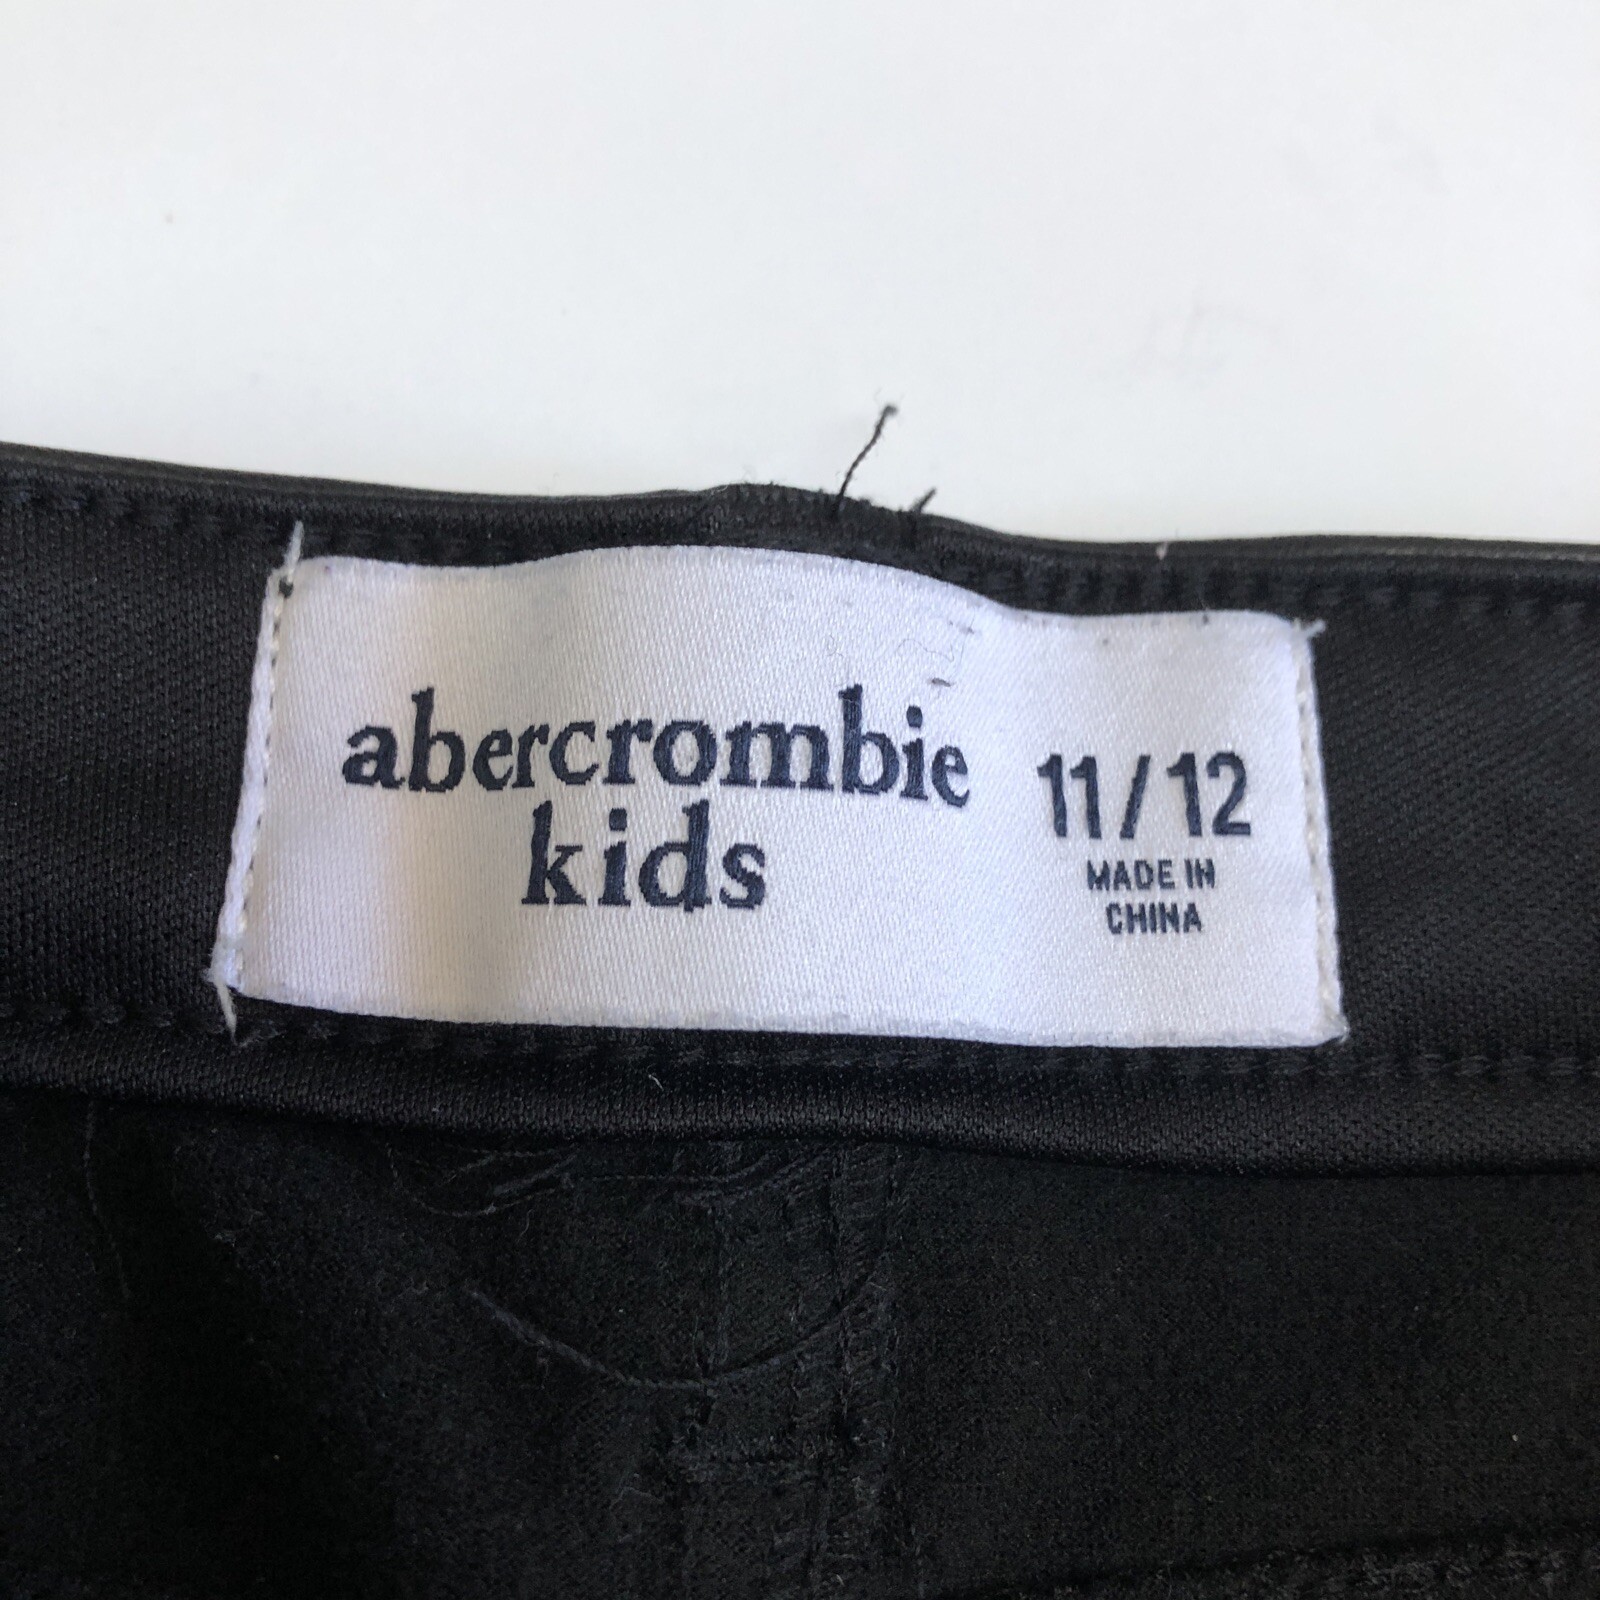 abercrombie
kids
11/12
MADE IN
CHINA